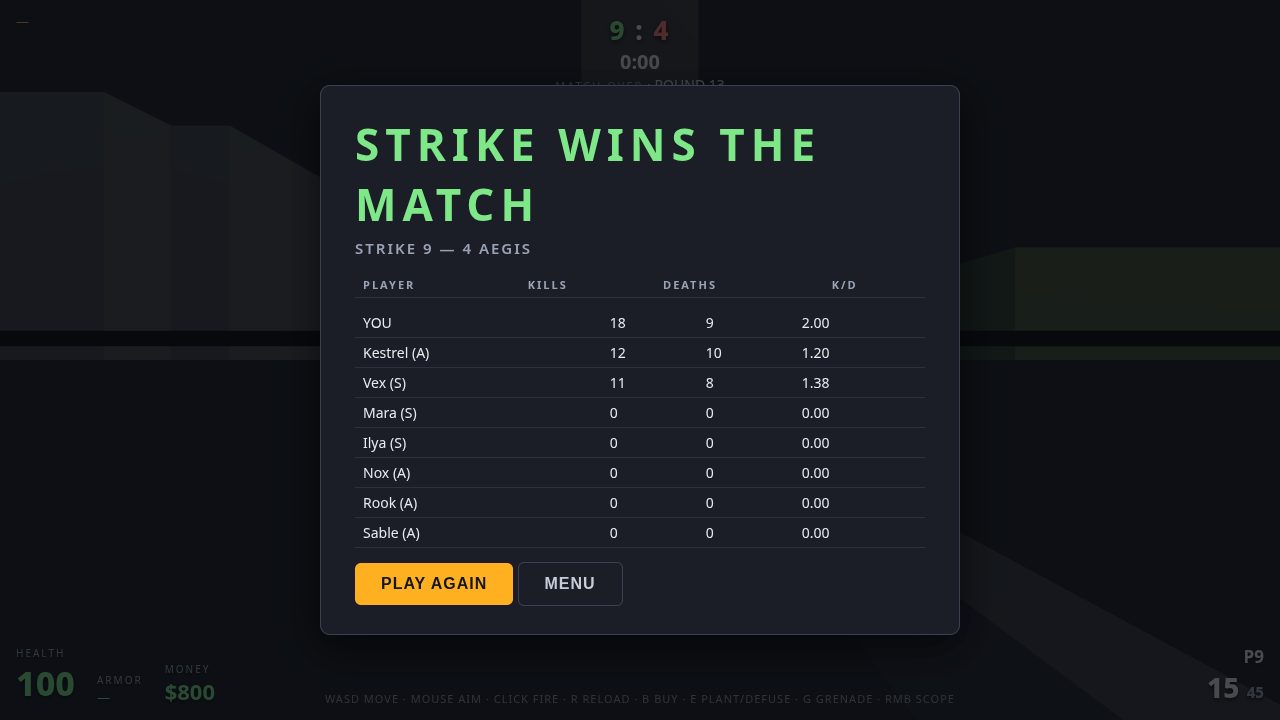 —
9 : 4
0:00
MATCH OVER · ROUND 13
STRIKE WINS THE
MATCH
STRIKE 9 — 4 AEGIS
PLAYER KILLS DEATHS K/D
YOU 18 9 2.00
Kestrel (A) 12 10 1.20
Vex (S) 11 8 1.38
Mara (S) 0 0 0.00
Ilya (S) 0 0 0.00
Nox (A) 0 0 0.00
Rook (A) 0 0 0.00
Sable (A) 0 0 0.00
PLAY AGAIN MENU
HEALTH
100
ARMOR
—
MONEY
$800
WASD MOVE · MOUSE AIM · CLICK FIRE · R RELOAD · B BUY · E PLANT/DEFUSE · G GRENADE · RMB SCOPE
P9
15 45